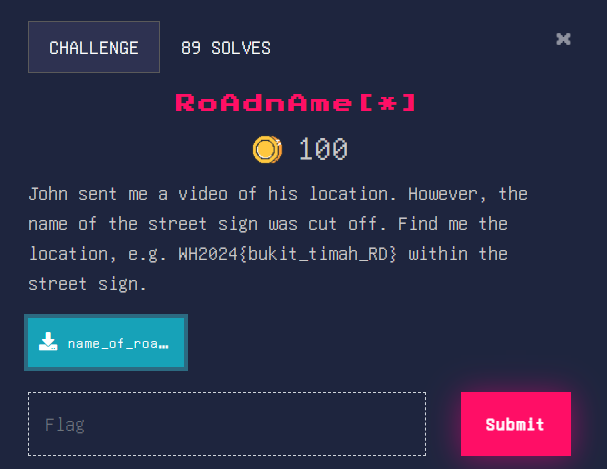 CHALLENGE
89 SOLVES
×
RoAdnAme[*]
100
John sent me a video of his location. However, the
name of the street sign was cut off. Find me the
location, e.g. WH2024{bukit_timah_RD} within the
street sign.
name_of_roa…
Flag
Submit